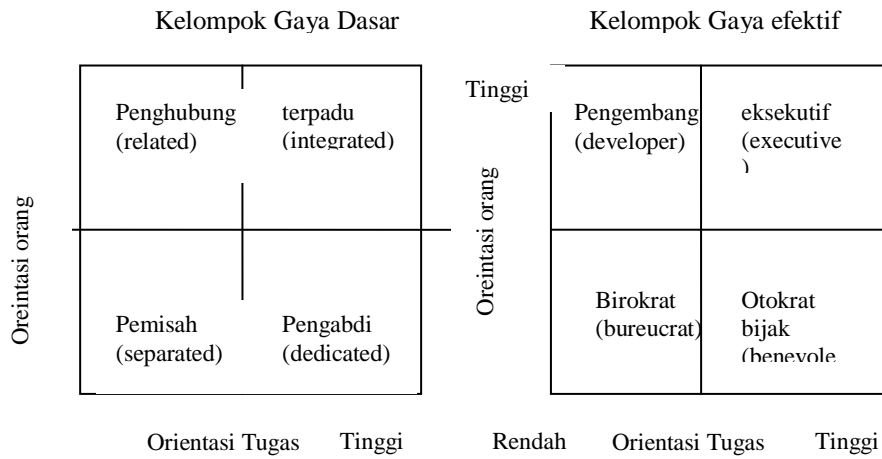 Kelompok Gaya Dasar
Kelompok Gaya efektif
Oreintasi orang
Penghubung
(related)
terpadu
(integrated)
Pemisah
(separated)
Pengabdi
(dedicated)
Orientasi Tugas
Tinggi
Tinggi
Oreintasi orang
Pengembang
(developer)
eksekutif
(executive
)
Birokrat
(bureucrat)
Otokrat
bijak
(benevole
Rendah
Orientasi Tugas
Tinggi